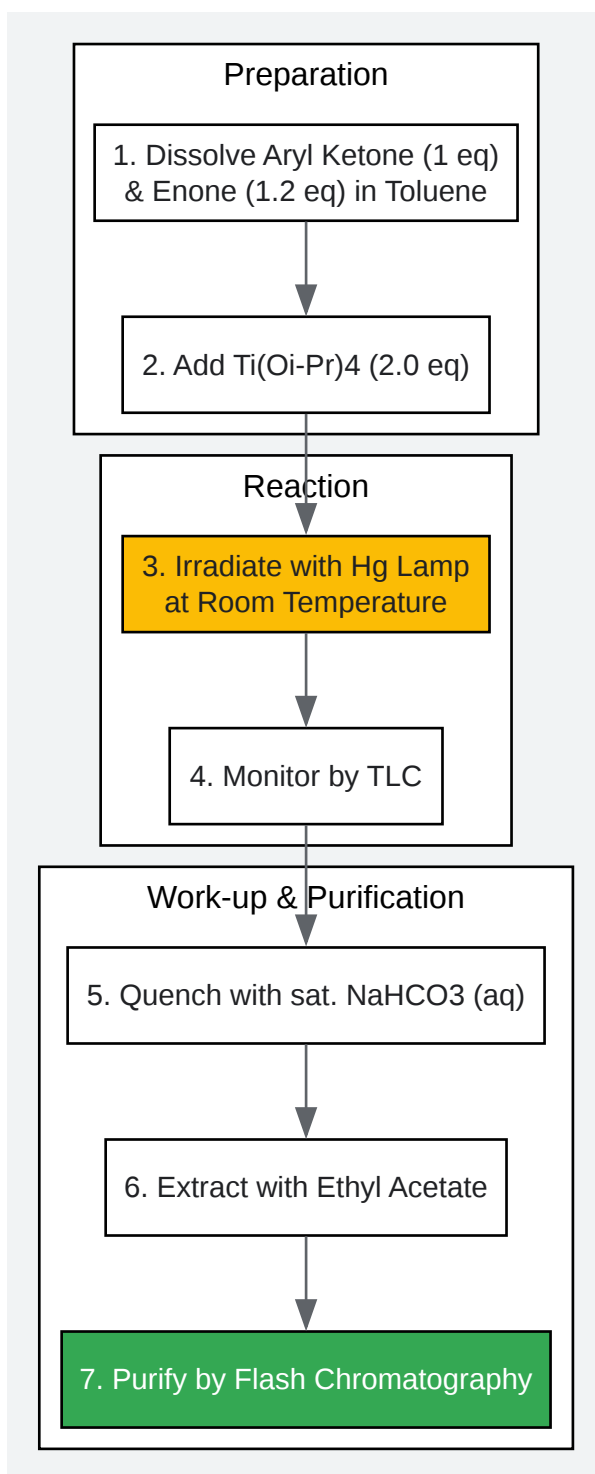 Preparation
1. Dissolve Aryl Ketone (1 eq)
& Enone (1.2 eq) in Toluene
2. Add Ti(Oi-Pr)4 (2.0 eq)
Reaction
3. Irradiate with Hg Lamp
at Room Temperature
4. Monitor by TLC
Work-up & Purification
5. Quench with sat. NaHCO3 (aq)
6. Extract with Ethyl Acetate
7. Purify by Flash Chromatography